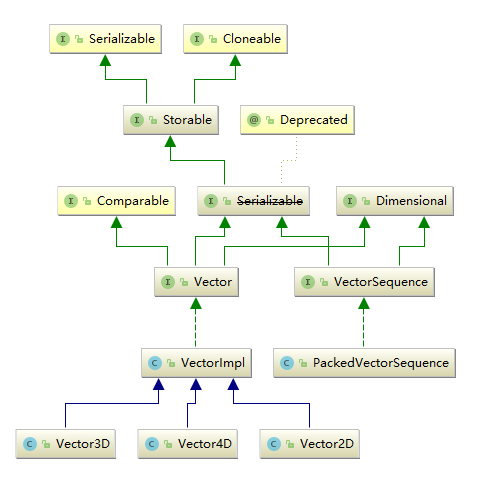 I Serializable
I Cloneable
I Storable
@ Deprecated
I Comparable
I Serializable
I Dimensional
I Vector
I VectorSequence
C VectorImpl
C PackedVectorSequence
C Vector3D
C Vector4D
C Vector2D